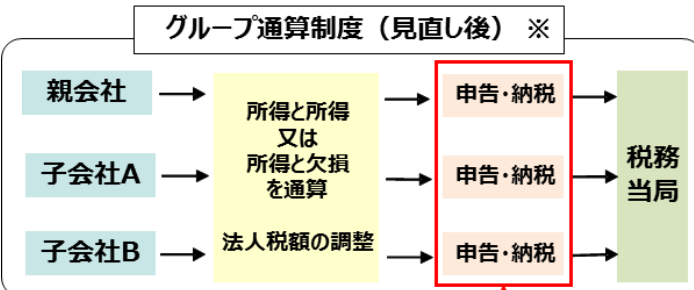 グループ通算制度（見直し後） ※
親会社
子会社A
子会社B
所得と所得
又は
所得と欠損
を通算
法人税額の調整
申告・納税
申告・納税
申告・納税
税務
当局